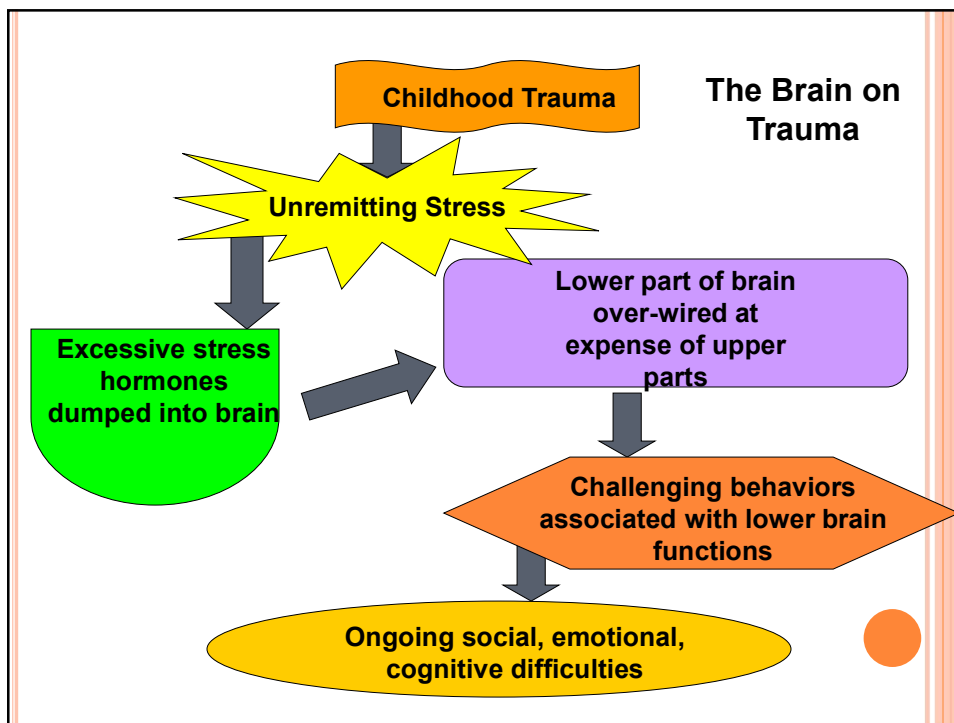 The Brain on
Trauma
Childhood Trauma
Unremitting Stress
Excessive stress
hormones
dumped into brain
Lower part of brain
over-wired at
expense of upper
parts
Challenging behaviors
associated with lower brain
functions
Ongoing social, emotional,
cognitive difficulties